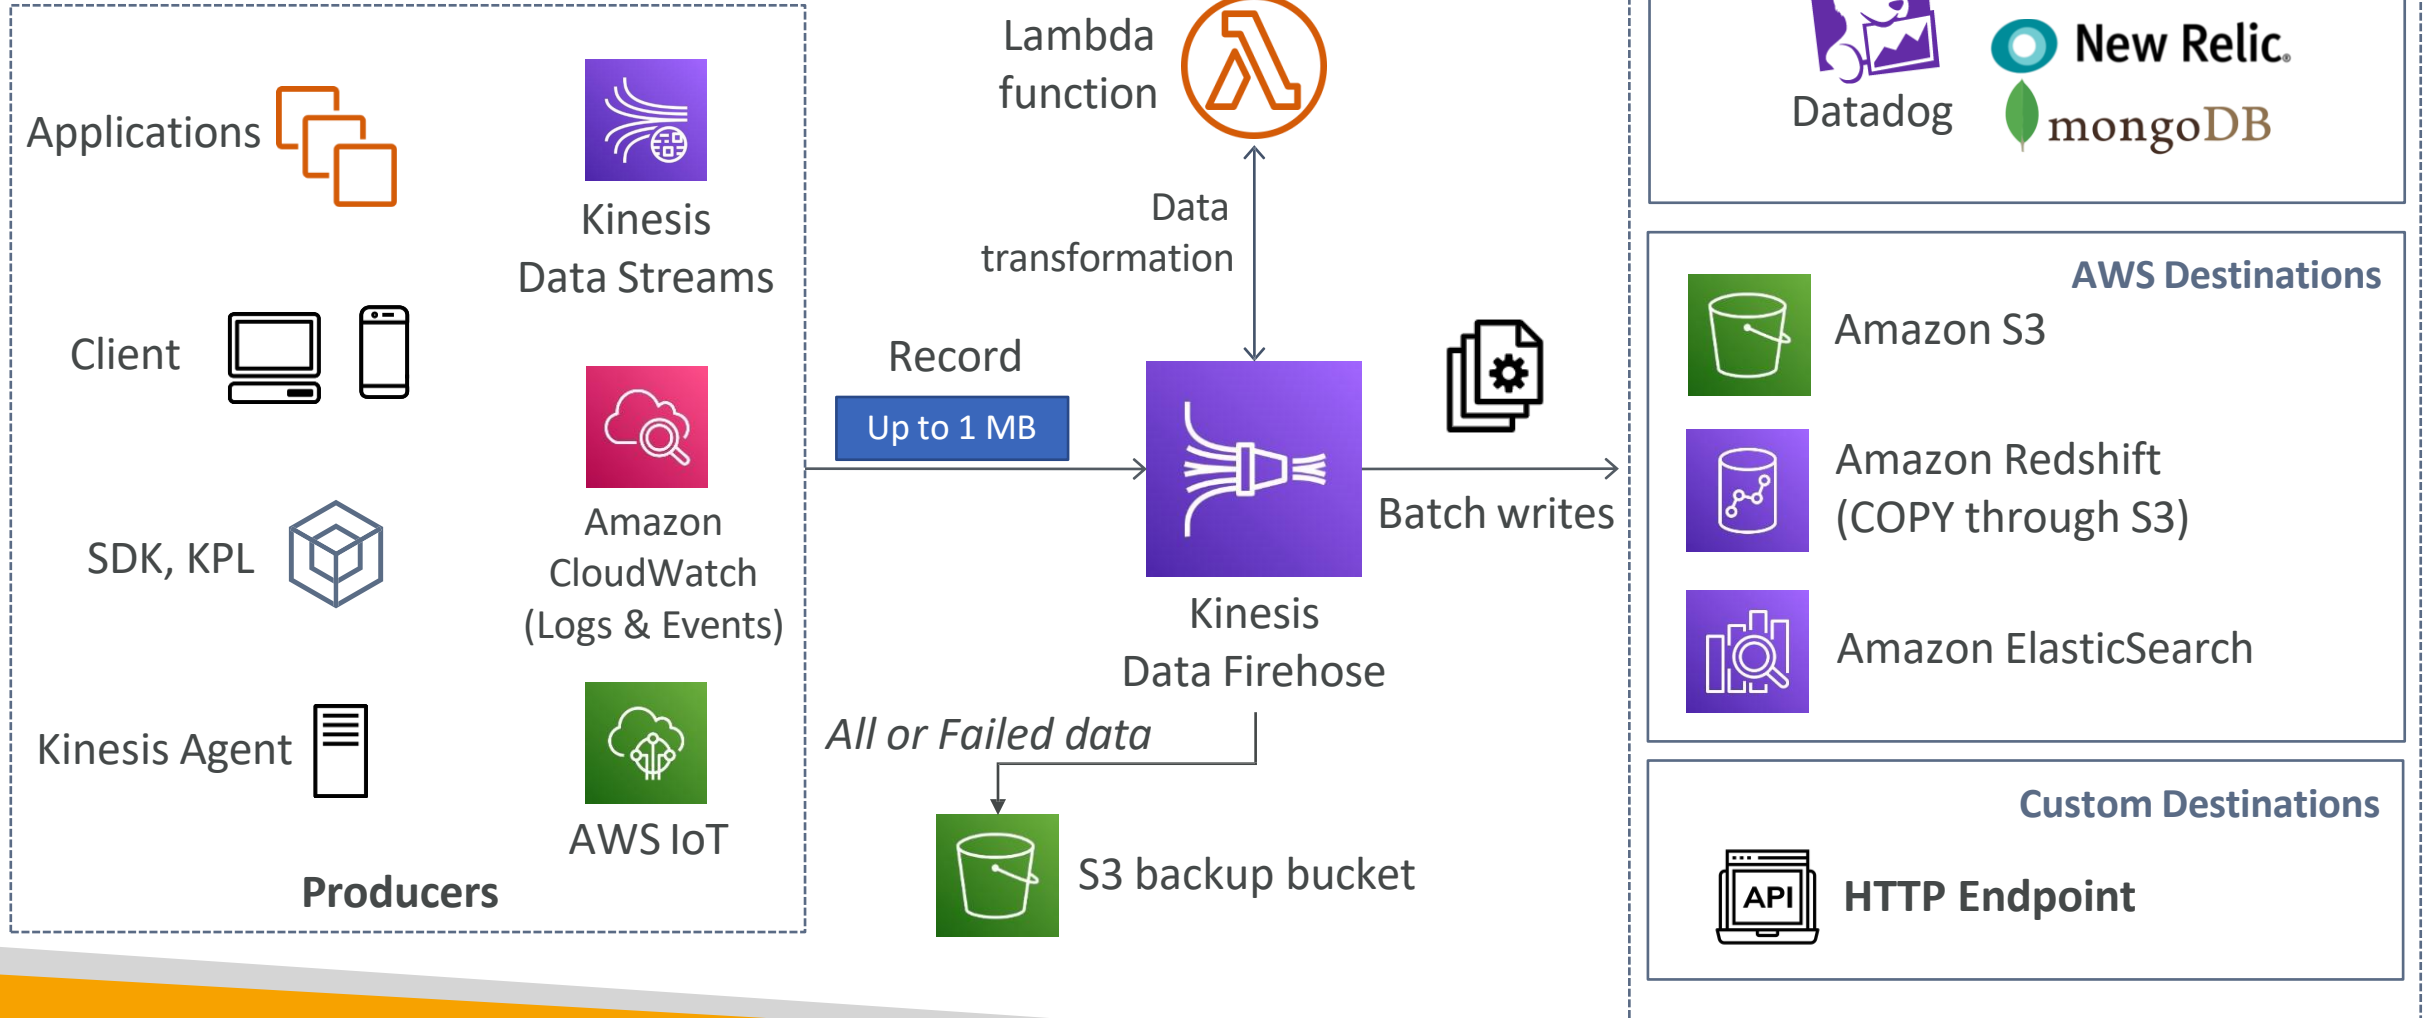 Applications
Kinesis
Data Streams
Client
SDK, KPL
Amazon
CloudWatch
(Logs & Events)
Kinesis Agent
AWS IoT
Producers
Lambda
function
Data
transformation
Record
Up to 1 MB
Kinesis
Data Firehose
Batch writes
All or Failed data
S3 backup bucket
Datadog
New Relic®
mongoDB
AWS Destinations
Amazon S3
Amazon Redshift
(COPY through S3)
Amazon ElasticSearch
Custom Destinations
API
HTTP Endpoint